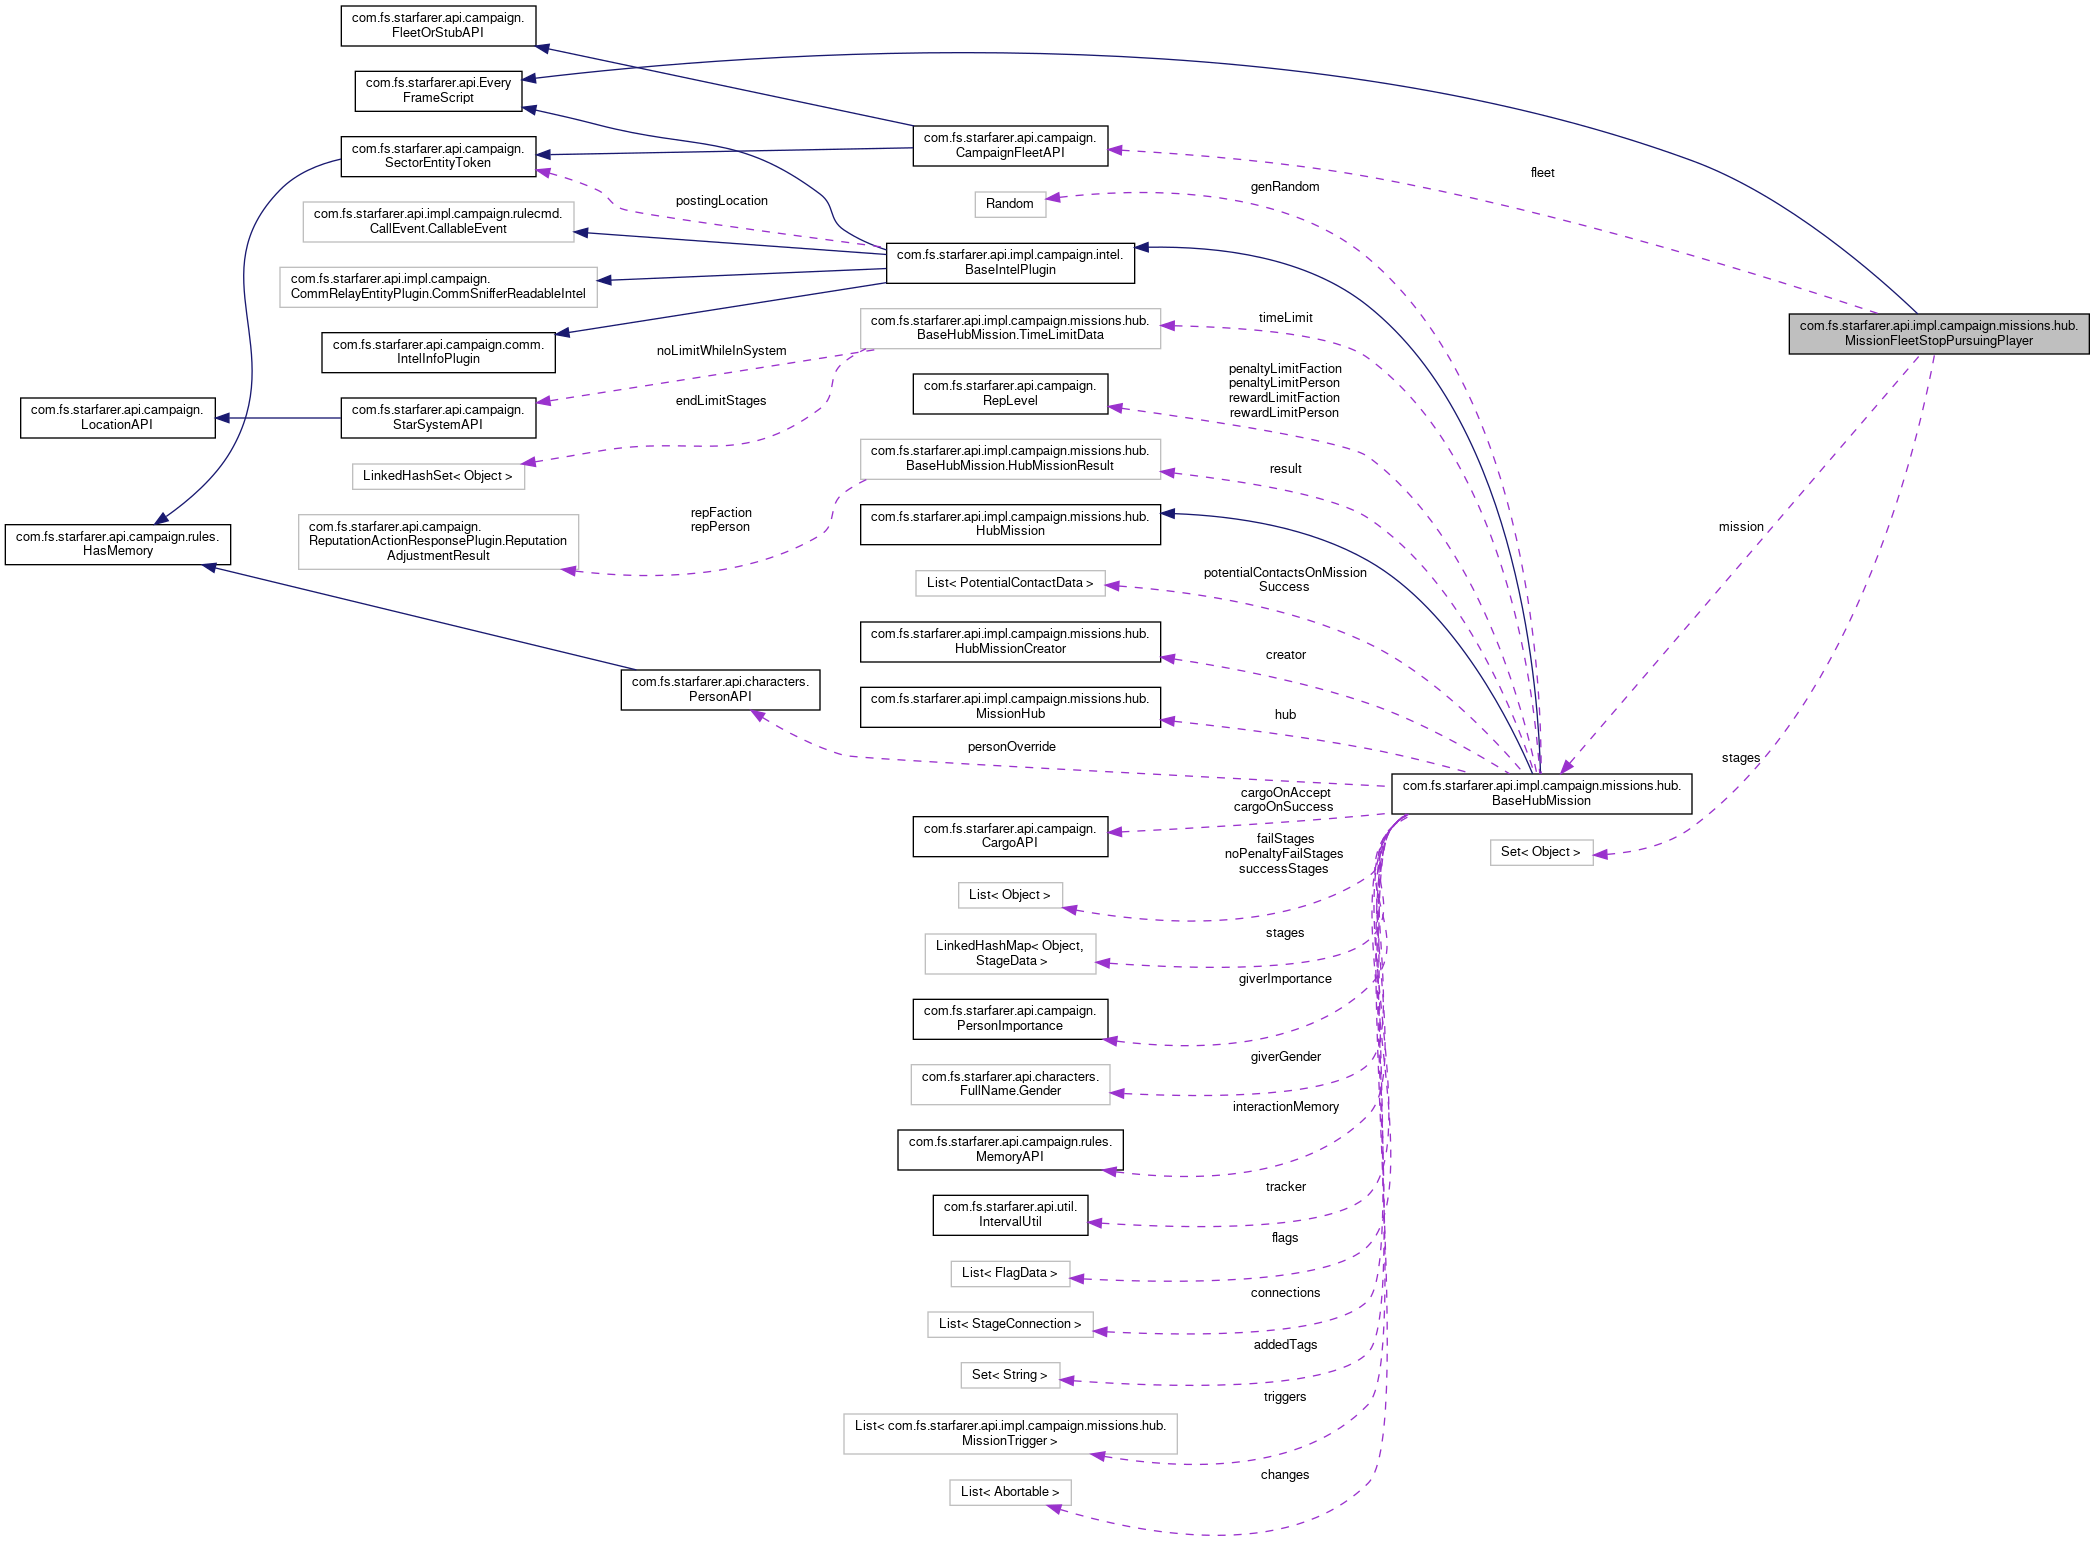 com.fs.starfarer.api.campaign.
FleetOrStubAPI
com.fs.starfarer.api.Every
FrameScript
com.fs.starfarer.api.campaign.
SectorEntityToken
com.fs.starfarer.api.impl.campaign.rulecmd.
CallEvent.CallableEvent
com.fs.starfarer.api.impl.campaign.
CommRelayEntityPlugin.CommSnifferReadableIntel
com.fs.starfarer.api.campaign.comm.
IntelInfoPlugin
com.fs.starfarer.api.campaign.
LocationAPI
com.fs.starfarer.api.campaign.
StarSystemAPI
LinkedHashSet< Object >
com.fs.starfarer.api.campaign.
ReputationActionResponsePlugin.Reputation
AdjustmentResult
com.fs.starfarer.api.campaign.rules.
HasMemory
com.fs.starfarer.api.characters.
PersonAPI
postingLocation
noLimitWhileInSystem
endLimitStages
repFaction
repPerson
personOverride
com.fs.starfarer.api.campaign.
CampaignFleetAPI
Random
com.fs.starfarer.api.impl.campaign.intel.
BaseIntelPlugin
com.fs.starfarer.api.impl.campaign.missions.hub.
BaseHubMission.TimeLimitData
com.fs.starfarer.api.campaign.
RepLevel
com.fs.starfarer.api.impl.campaign.missions.hub.
BaseHubMission.HubMissionResult
com.fs.starfarer.api.impl.campaign.missions.hub.
HubMission
List< PotentialContactData >
com.fs.starfarer.api.impl.campaign.missions.hub.
HubMissionCreator
com.fs.starfarer.api.impl.campaign.missions.hub.
MissionHub
com.fs.starfarer.api.campaign.
CargoAPI
List< Object >
LinkedHashMap< Object,
StageData >
com.fs.starfarer.api.campaign.
PersonImportance
com.fs.starfarer.api.characters.
FullName.Gender
com.fs.starfarer.api.campaign.rules.
MemoryAPI
com.fs.starfarer.api.util.
IntervalUtil
List< FlagData >
List< StageConnection >
Set< String >
List< com.fs.starfarer.api.impl.campaign.missions.hub.
MissionTrigger >
List< Abortable >
genRandom
timeLimit
penaltyLimitFaction
penaltyLimitPerson
rewardLimitFaction
rewardLimitPerson
result
potentialContactsOnMission
Success
creator
hub
cargoOnAccept
cargoOnSuccess
failStages
noPenaltyFailStages
successStages
stages
giverImportance
giverGender
interactionMemory
tracker
flags
connections
addedTags
triggers
changes
fleet
com.fs.starfarer.api.impl.campaign.missions.hub.
MissionFleetStopPursuingPlayer
mission
stages
com.fs.starfarer.api.impl.campaign.missions.hub.
BaseHubMission
Set< Object >